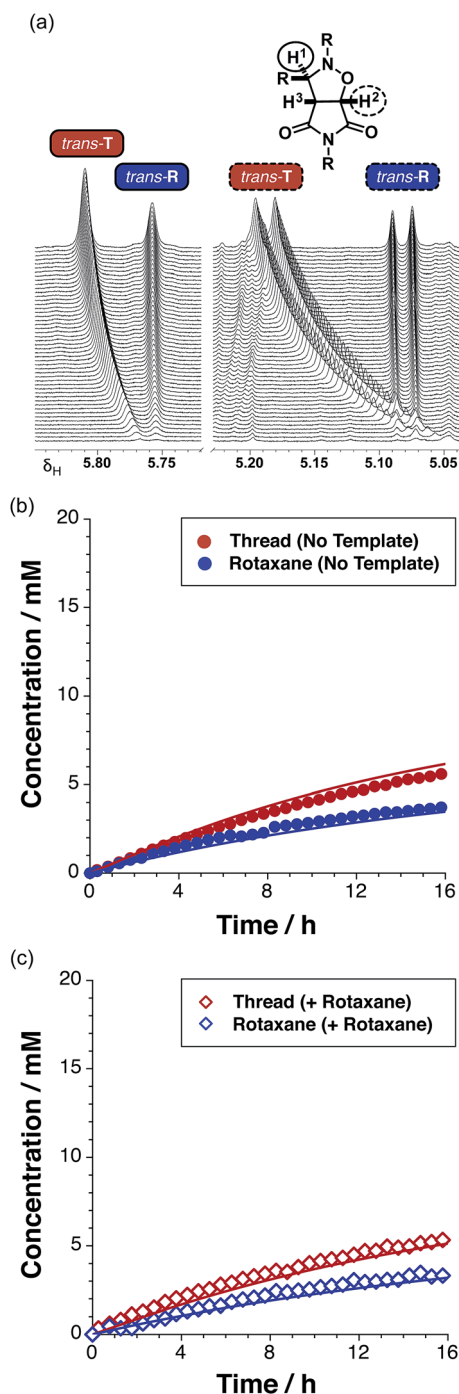 (a)
R
H1
N
R
O
H3
H2
O
N
O
R
trans-T
trans-R
trans-T
trans-R
δH
5.80
5.75
5.20
5.15
5.10
5.05
(b)
20
15
10
5
0
Concentration / mM
Thread (No Template)
Rotaxane (No Template)
0
4
8
12
16
Time / h
(c)
20
15
10
5
0
Concentration / mM
Thread (+ Rotaxane)
Rotaxane (+ Rotaxane)
0
4
8
12
16
Time / h